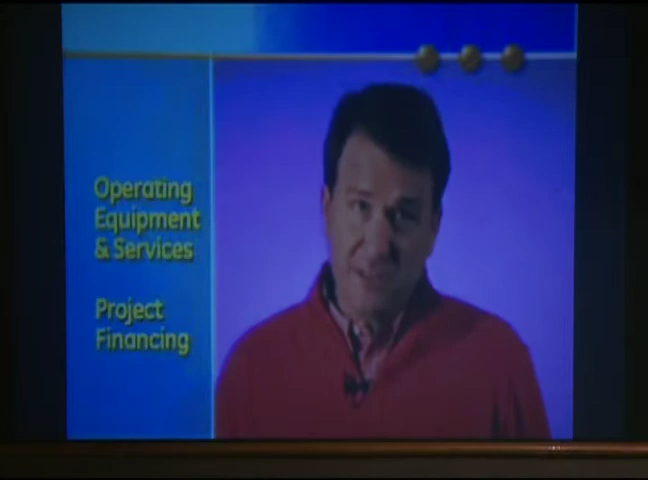 Operating
Equipment
& Services
Project
Financing